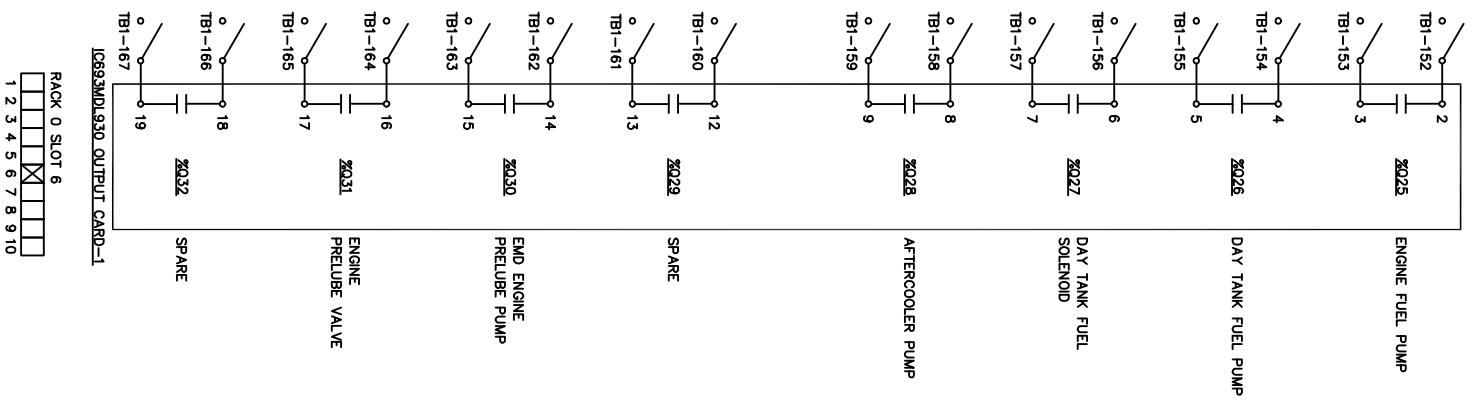 TB1-152
2
TB1-153
3
%Q25
ENGINE FUEL PUMP
TB1-154
4
TB1-155
5
%Q26
DAY TANK FUEL PUMP
TB1-156
6
TB1-157
7
%Q27
DAY TANK FUEL
SOLENOID
TB1-158
8
TB1-159
9
%Q28
AFTERCOOLER PUMP
TB1-160
12
TB1-161
13
%Q29
SPARE
TB1-162
14
TB1-163
15
%Q30
EMD ENGINE
PRELUBE PUMP
TB1-164
16
TB1-165
17
%Q31
ENGINE
PRELUBE VALVE
TB1-166
18
TB1-167
19
%Q32
SPARE
IC693MDL930 OUTPUT CARD-1
RACK 0 SLOT 6
1 2 3 4 5 6 7 8 9 10